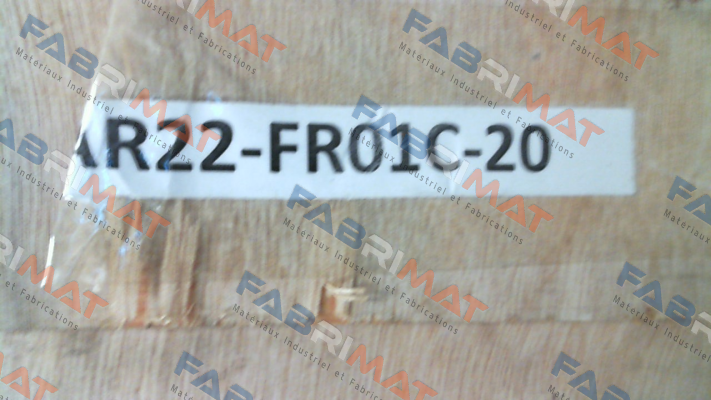 AR22-FR01C-20
FABRIMAT
Materiaux Industriel et Fabrications